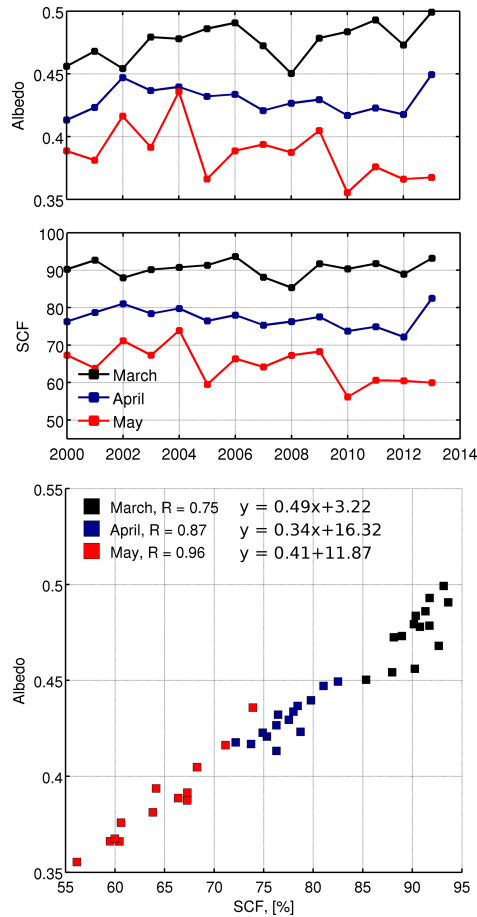 0.5
0.45
0.4
0.35
Albedo
100
90
80
70
60
50
SCF
March
April
May
2000 2002 2004 2006 2008 2010 2012 2014
0.55
0.5
0.45
0.4
0.35
Albedo
March, R = 0.75 y = 0.49x+3.22
April, R = 0.87 y = 0.34x+16.32
May, R = 0.96 y = 0.41+11.87
55 60 65 70 75 80 85 90 95
SCF, [%]